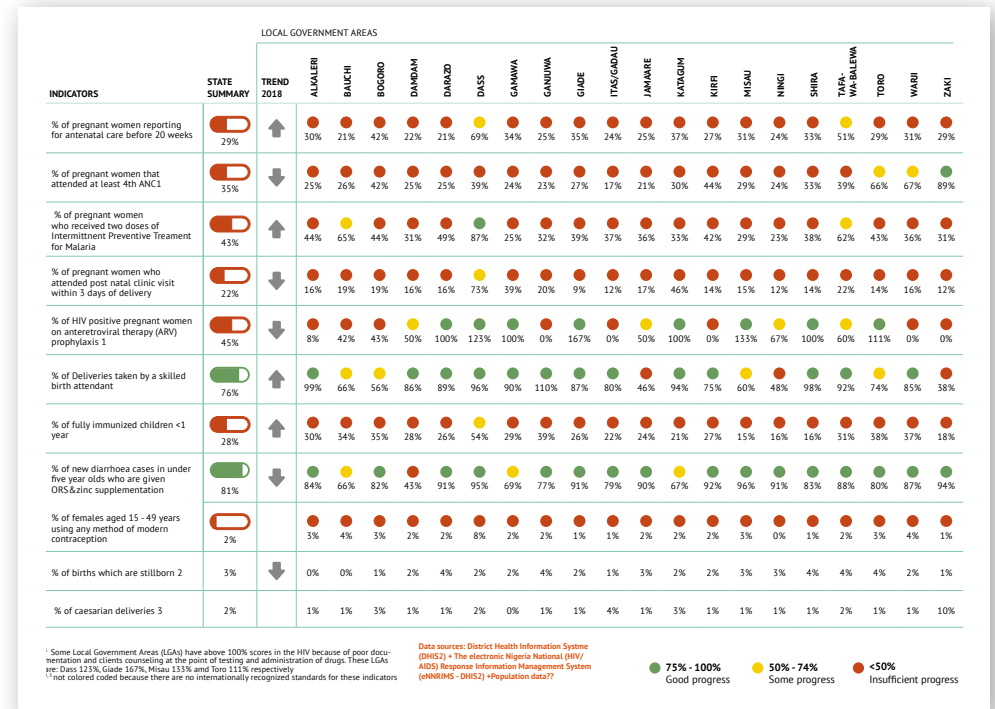 LOCAL GOVERNMENT AREAS
INDICATORS STATE SUMMARY TREND 2018 ALKALERI BAUCHI BOGORO DAMDAM DARAZO DASS GAMAWA GANJUWA GIADE ITAS/GADAU JAMA'ARE KATAGUM KIRFI MISAU NINGI SHIRA TAFA-WA-BALEWA TORO WARJI ZAKI
% of pregnant women reporting
for antenatal care before 20 weeks
29% 30% 21% 42% 22% 21% 69% 34% 25% 35% 24% 25% 37% 27% 31% 24% 33% 51% 29% 31% 29%
% of pregnant women that
attended at least 4th ANC1
35% 25% 26% 42% 25% 25% 39% 24% 23% 27% 17% 21% 30% 44% 29% 24% 33% 39% 66% 67% 89%
% of pregnant women
who received two doses of
Intermittnent Preventive Treament
for Malaria
43% 44% 65% 44% 31% 49% 87% 25% 32% 39% 37% 36% 33% 42% 29% 23% 38% 62% 43% 36% 31%
% of pregnant women who
attended post natal clinic visit
within 3 days of delivery
22% 16% 19% 19% 16% 16% 73% 39% 20% 9% 12% 17% 46% 14% 15% 12% 14% 22% 14% 16% 12%
% of HIV positive pregnant women
on anteretroviral therapy (ARV)
prophylaxis 1
45% 8% 42% 43% 50% 100% 123% 100% 0% 167% 0% 50% 100% 0% 133% 67% 100% 60% 111% 0% 0%
% of Deliveries taken by a skilled
birth attendant
76% 99% 66% 56% 86% 89% 96% 90% 110% 87% 80% 46% 94% 75% 60% 48% 98% 92% 74% 85% 38%
% of fully immunized children <1
year
28% 30% 34% 35% 28% 26% 54% 29% 39% 26% 22% 24% 21% 27% 15% 16% 16% 31% 38% 37% 18%
% of new diarrhoea cases in under
five year olds who are given
ORS&zinc supplementation
81% 84% 66% 82% 43% 91% 95% 69% 77% 91% 79% 90% 67% 92% 96% 91% 83% 88% 80% 87% 94%
% of females aged 15 - 49 years
using any method of modern
contraception
2% 3% 4% 3% 2% 2% 8% 2% 2% 1% 1% 2% 2% 2% 3% 0% 1% 2% 3% 4% 1%
% of births which are stillborn 2 3% 0% 0% 1% 2% 4% 2% 2% 4% 2% 1% 3% 2% 2% 3% 3% 4% 4% 4% 2% 1%
% of caesarian deliveries 3 2% 1% 1% 3% 1% 1% 2% 0% 1% 1% 4% 1% 3% 1% 1% 1% 1% 2% 1% 1% 10%
1. Some Local Government Areas (LGAs) have above 100% scores in the HIV because of poor docu-
mentation and clients counseling at the point of testing and administration of drugs. These LGAs
are: Dass 123%, Giade 167%, Misau 133% amd Toro 111% respectively
not colored coded because there are no internationally recognized standards for these indicators
Data sources: District Health Information Systme
(DHIS2) + The electronic Nigeria National (HIV/
AIDS) Response Information Management System
(eNNRIMS - DHIS2) +Population data??
75% - 100%
Good progress
50% - 74%
Some progress
<50%
Insufficient progress